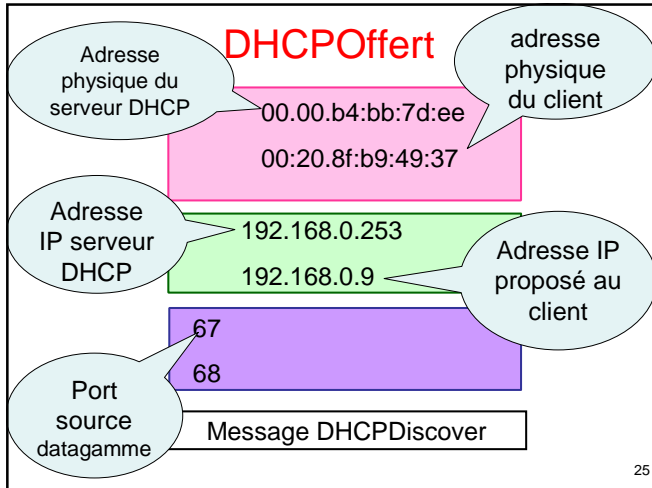 DHCPOffert
Adresse
physique du
serveur DHCP
adresse
physique
du client
00.00.b4:bb:7d:ee
00:20.8f:b9:49:37
Adresse
IP serveur
DHCP
192.168.0.253
192.168.0.9
Adresse IP
proposé au
client
67
68
Port
source
datagamme
Message DHCPDiscover
25